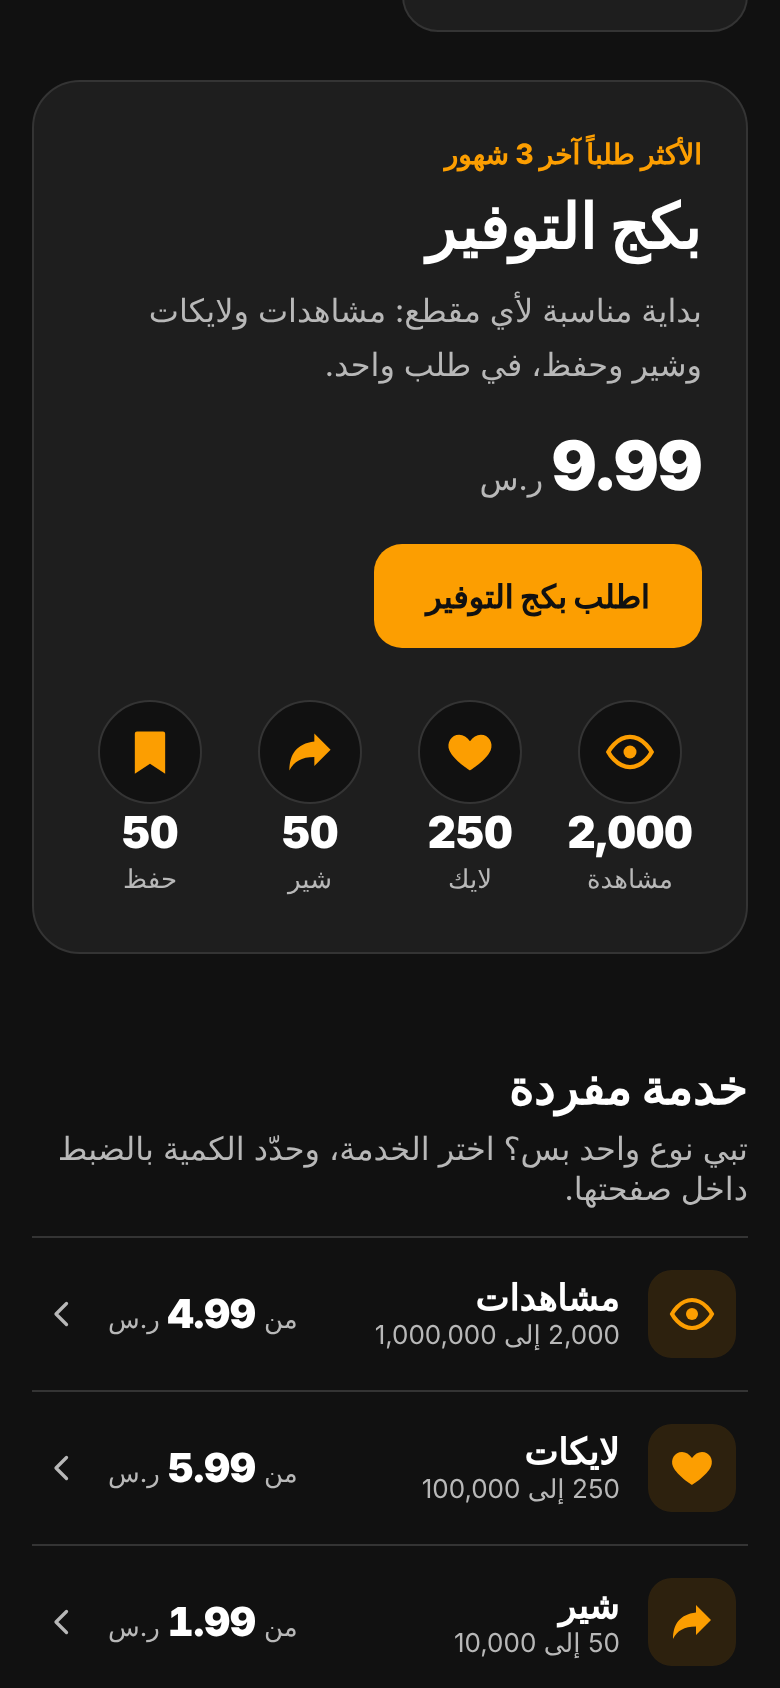 الأكثر طلباً آخر 3 شهور
بكج التوفير
بداية مناسبة لأي مقطع: مشاهدات ولايكات
وشير وحفظ، في طلب واحد.
9.99 ر.س
اطلب بكج التوفير
2,000 250 50 50
مشاهدة لايك شير حفظ
خدمة مفردة
تبي نوع واحد بس؟ اختر الخدمة، وحدّد الكمية بالضبط
داخل صفحتها.
مشاهدات
2,000 إلى 1,000,000
من 4.99 ر.س
لايكات
250 إلى 100,000
من 5.99 ر.س
شير
50 إلى 10,000
من 1.99 ر.س